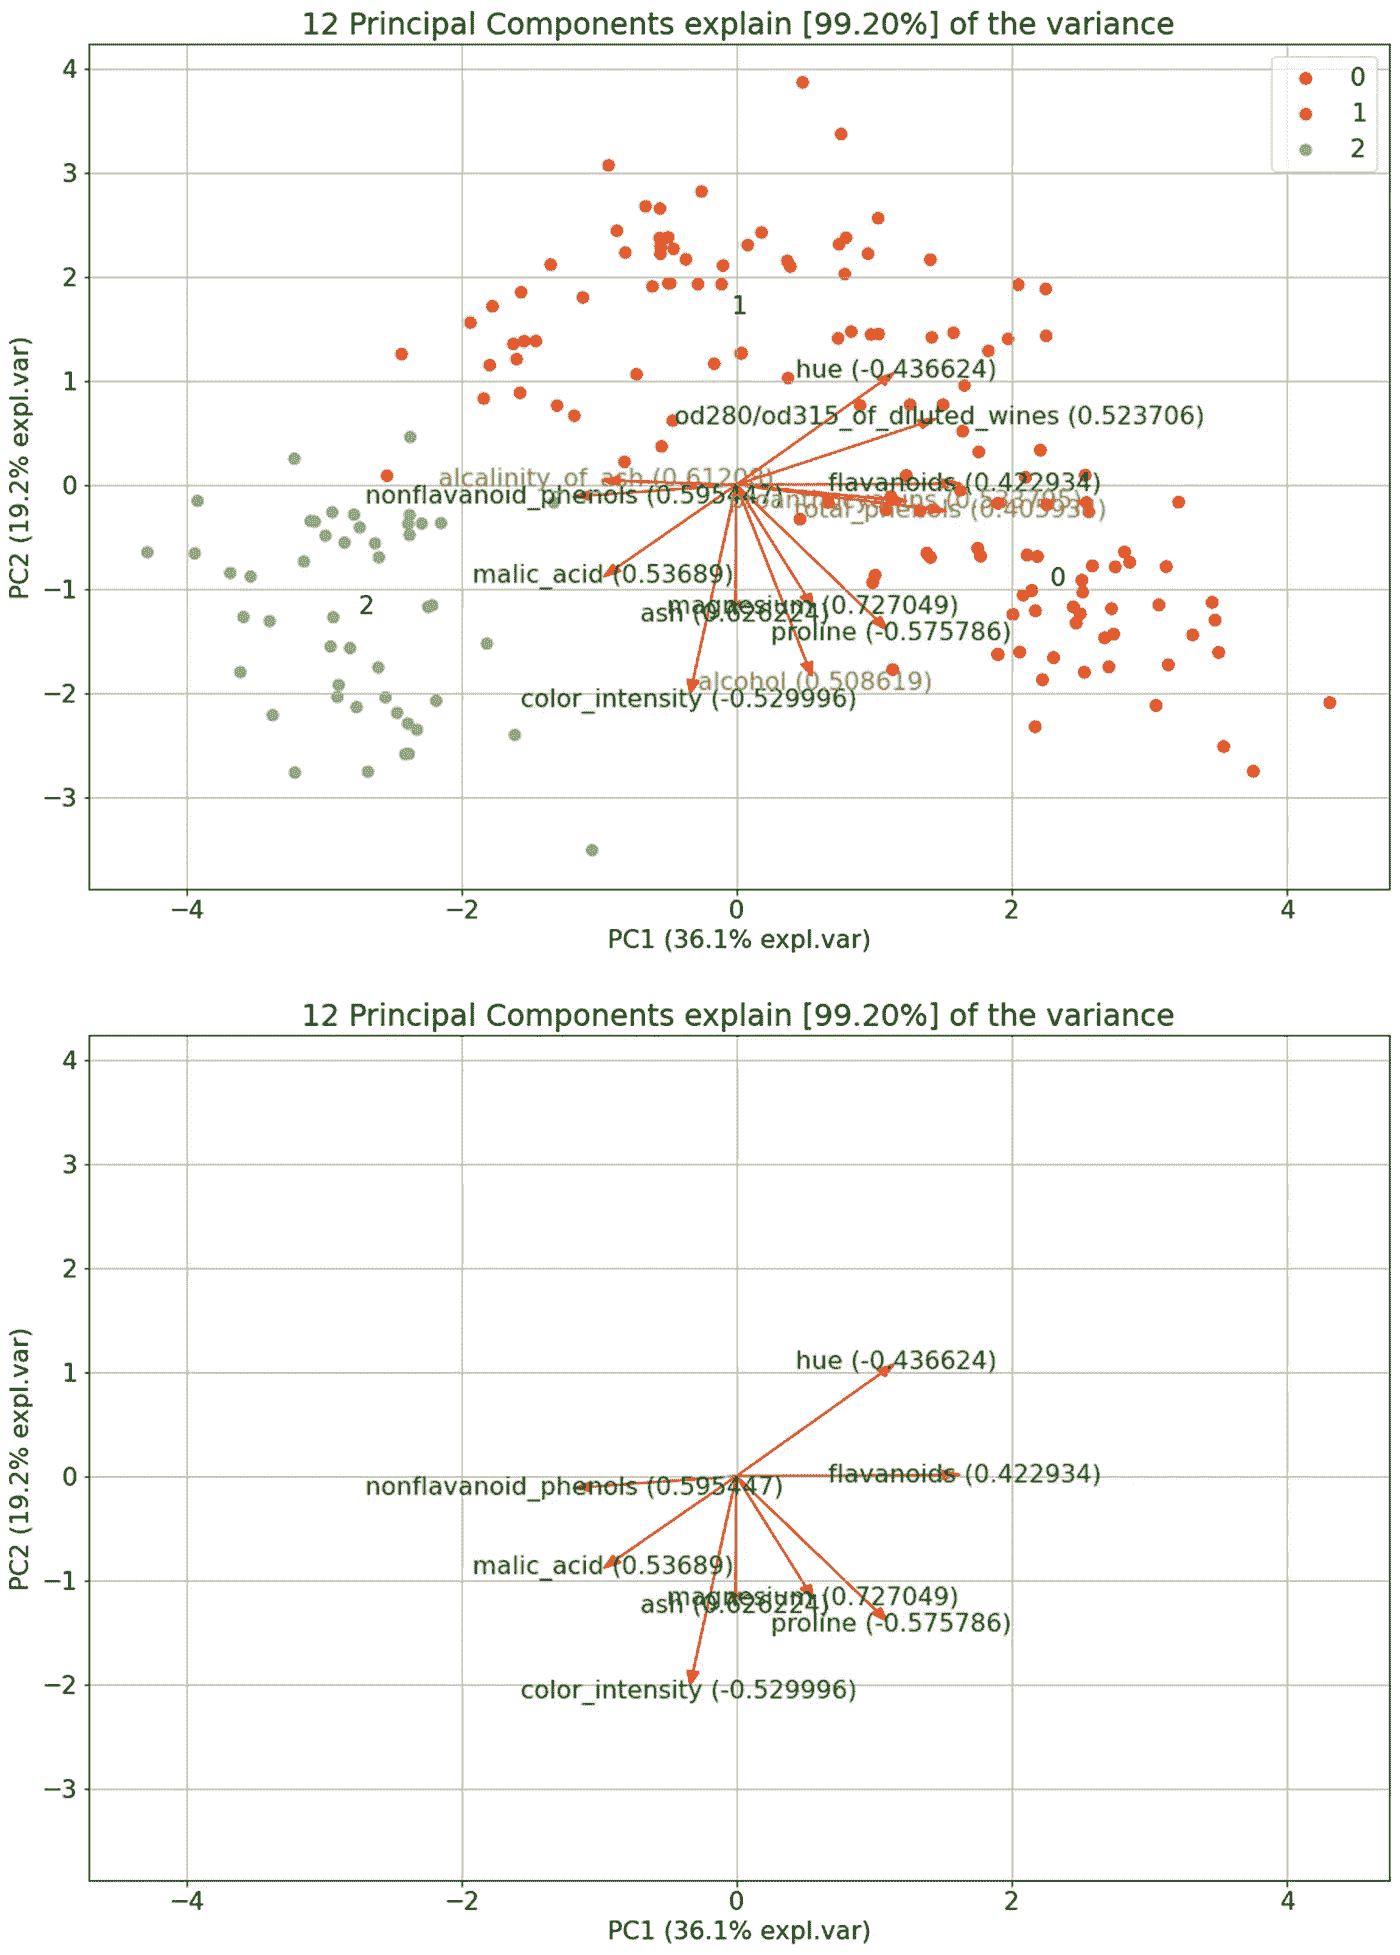 12 Principal Components explain [99.20%] of the variance
4
3
2
1
0
−1
−2
−3
PC2 (19.2% expl.var)
0
1
2
1
hue (-0.436624)
od280/od315_of_diluted_wines (0.523706)
flavanoids (0.422934)
nonflavanoid_phenols (0.595447)
malic_acid (0.53689)
0
2
magnesium (0.727049)
ash (0.628224)
proline (-0.575786)
alcohol (0.508619)
color_intensity (-0.529996)
−4
−2
0
2
4
PC1 (36.1% expl.var)
12 Principal Components explain [99.20%] of the variance
4
3
2
1
0
−1
−2
−3
PC2 (19.2% expl.var)
hue (-0.436624)
flavanoids (0.422934)
nonflavanoid_phenols (0.595447)
malic_acid (0.53689)
magnesium (0.727049)
ash (0.628224)
proline (-0.575786)
color_intensity (-0.529996)
−4
−2
0
2
4
PC1 (36.1% expl.var)